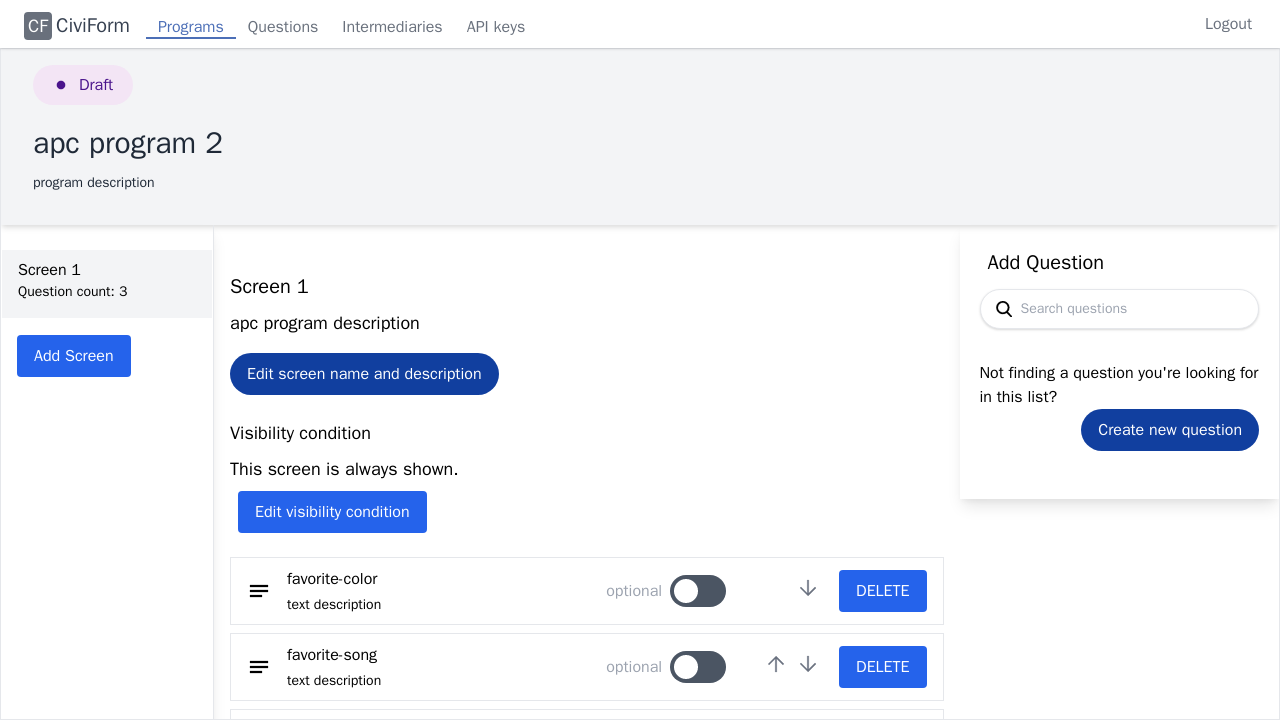 CF CiviForm Programs Questions Intermediaries API keys Logout
Draft
apc program 2
program description
Screen 1
Question count: 3
Add Screen
Screen 1
apc program description
Edit screen name and description
Visibility condition
This screen is always shown.
Edit visibility condition
favorite-color
text description
optional
DELETE
favorite-song
text description
optional
DELETE
Add Question
Search questions
Not finding a question you're looking for
in this list?
Create new question